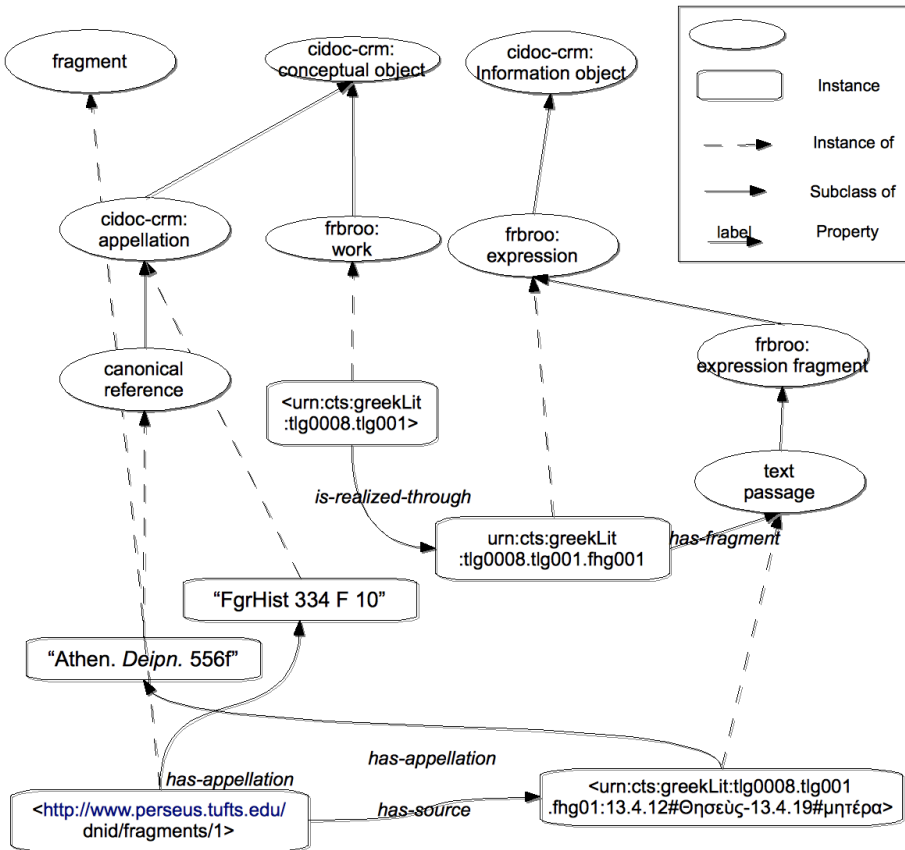 fragment
cidoc-crm:
conceptual object
cidoc-crm:
Information object
Instance
Instance of
Subclass of
label
Property
cidoc-crm:
appellation
frbroo:
work
frbroo:
expression
frbroo:
expression fragment
canonical
reference
<urn:cts:greekLit
:tlg0008.tlg001>
text
passage
is-realized-through
urn:cts:greekLit
:tlg0008.tlg001.fhg001
has-fragment
“FgrHist 334 F 10”
“Athen. Deipn. 556f”
has-appellation
has-appellation
<http://www.perseus.tufts.edu/
dnid/fragments/1>
has-source
<urn:cts:greekLit:tlg0008.tlg001
.fhg01:13.4.12#Θησεὺς-13.4.19#μητέρα>